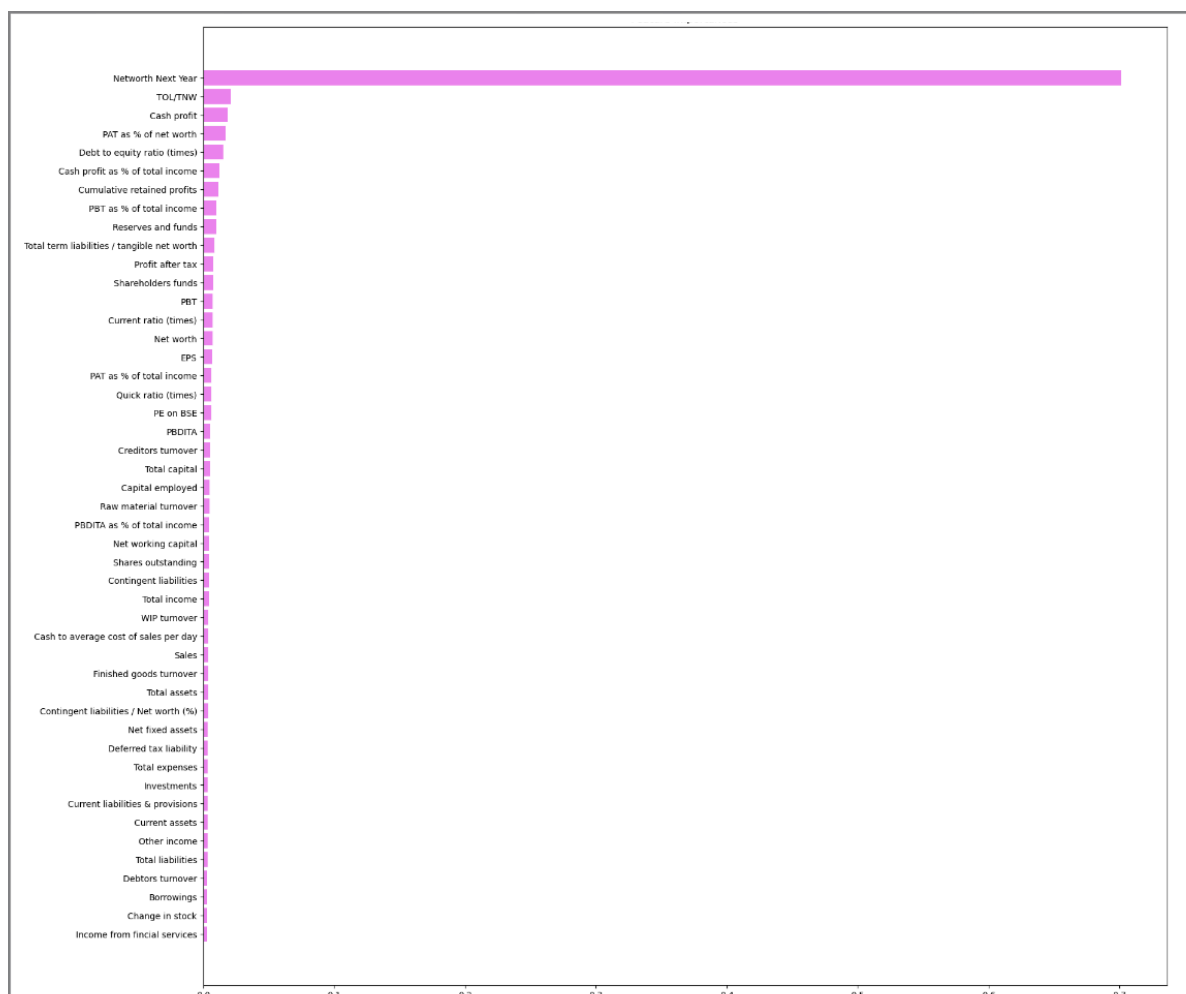 Networth Next Year
TOL/TNW
Cash profit
PAT as % of net worth
Debt to equity ratio (times)
Cash profit as % of total income
Cumulative retained profits
PBT as % of total income
Reserves and funds
Total term liabilities / tangible net worth
Profit after tax
Shareholders funds
PBT
Current ratio (times)
Net worth
EPS
PAT as % of total income
Quick ratio (times)
PE on BSE
PBDITA
Creditors turnover
Total capital
Capital employed
Raw material turnover
PBDITA as % of total income
Net working capital
Shares outstanding
Contingent liabilities
Total income
WIP turnover
Cash to average cost of sales per day
Sales
Finished goods turnover
Total assets
Contingent liabilities / Net worth (%)
Net fixed assets
Deferred tax liability
Total expenses
Investments
Current liabilities & provisions
Current assets
Other income
Total liabilities
Debtors turnover
Borrowings
Change in stock
Income from fincial services